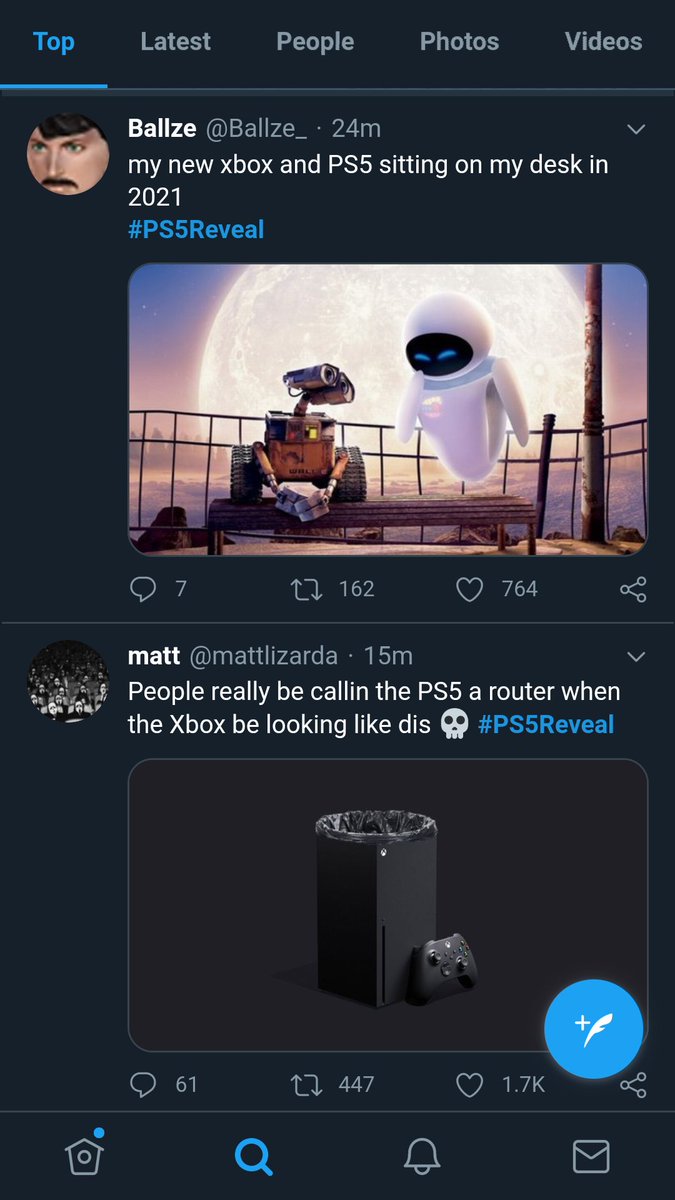 Top Latest People Photos Videos
Ballze @Ballze_ · 24m
my new xbox and PS5 sitting on my desk in
2021
#PS5Reveal
WALL
7 162 764
matt @mattlizarda · 15m
People really be callin the PS5 a router when
the Xbox be looking like dis 💀 #PS5Reveal
61 447 1.7K